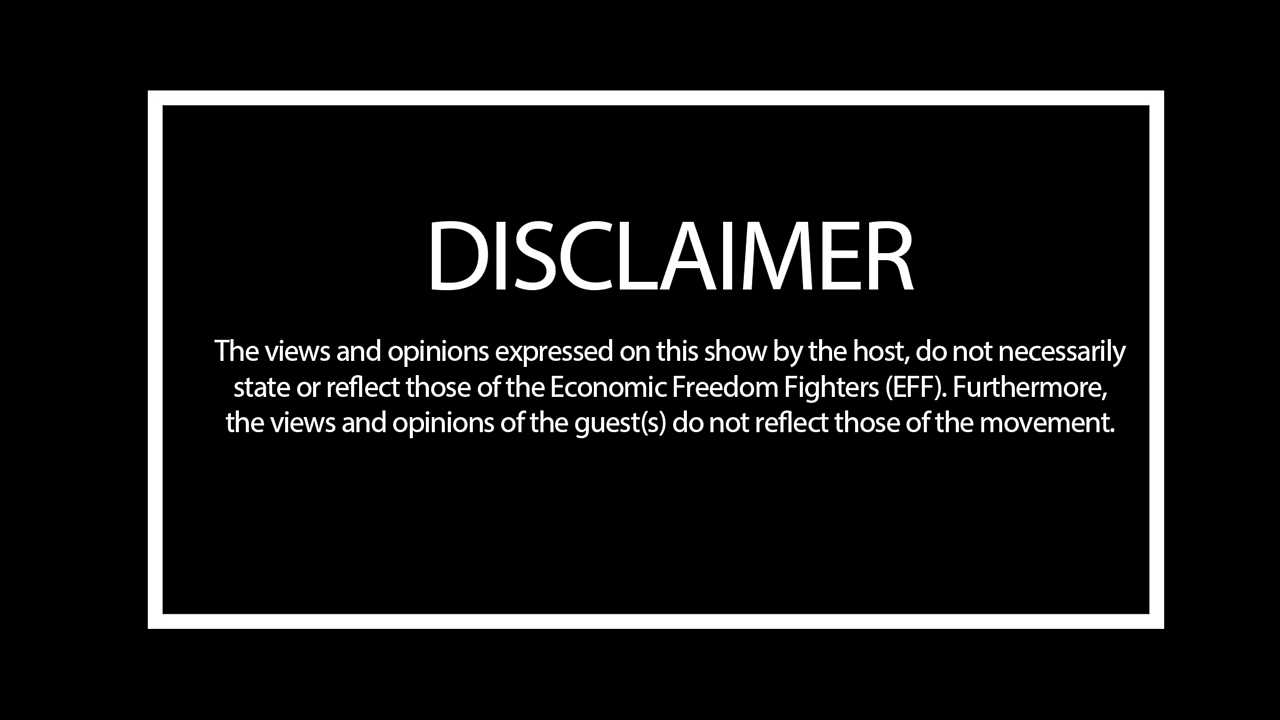 DISCLAIMER
The views and opinions expressed on this show by the host, do not necessarily
state or reflect those of the Economic Freedom Fighters (EFF). Furthermore,
the views and opinions of the guest(s) do not reflect those of the movement.